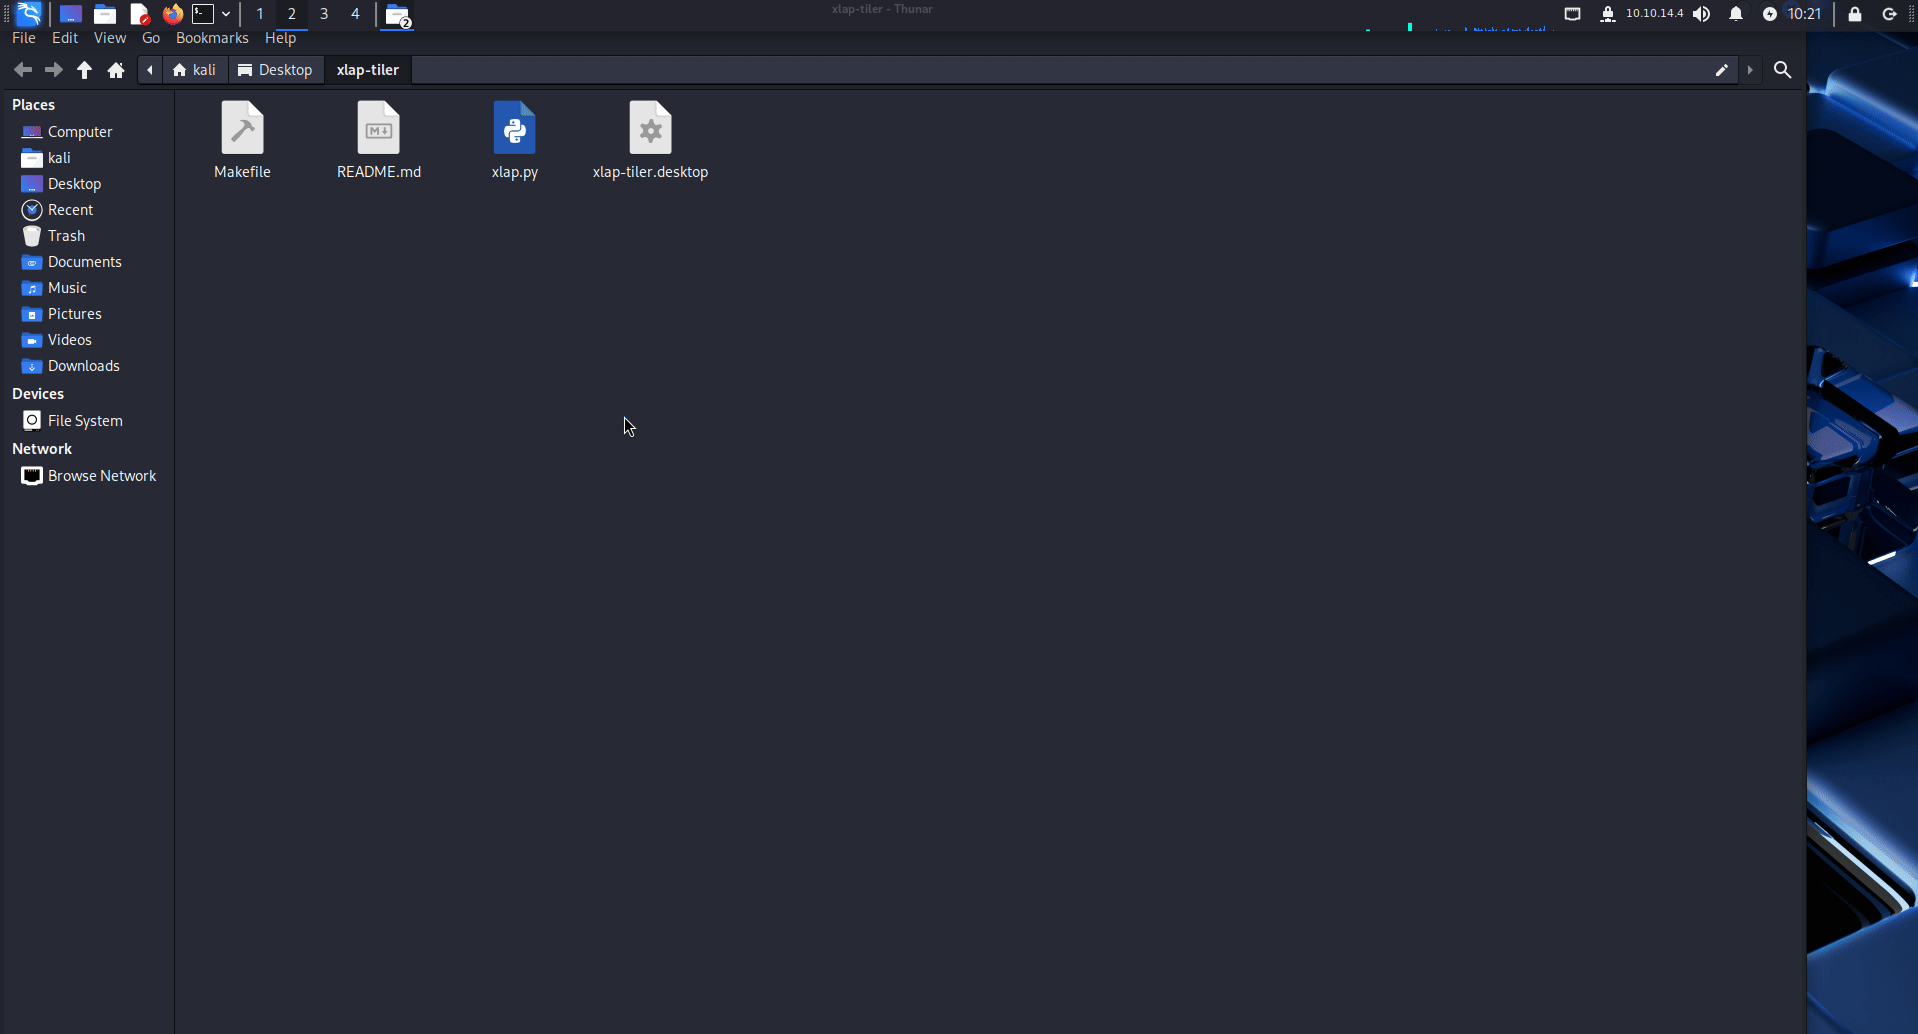 1 2 3 4 2 xlap-tiler - Thunar 10.10.14.4 10:21
File Edit View Go Bookmarks Help
kali Desktop xlap-tiler
Places
Computer
kali
Desktop
Recent
Trash
Documents
Music
Pictures
Videos
Downloads
Devices
File System
Network
Browse Network
M
Makefile README.md xlap.py xlap-tiler.desktop